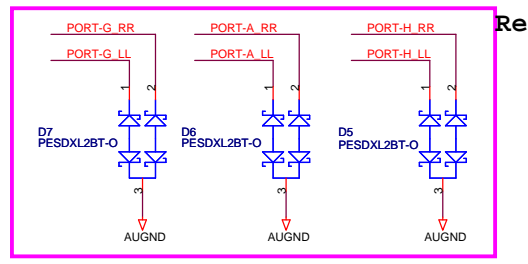 PORT-G_RR PORT-A_RR PORT-H_RR Re
PORT-G_LL PORT-A_LL PORT-H_LL
1 2 1 2 1 2
D7 D6 D5
PESDXL2BT-O PESDXL2BT-O PESDXL2BT-O
3 3 3
AUGND AUGND AUGND